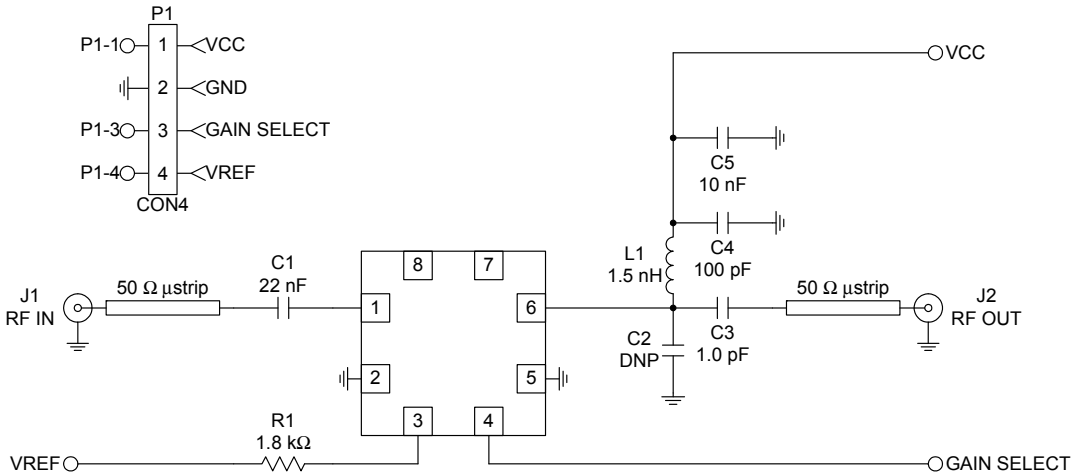 P1
P1-1 1 VCC
2 GND
P1-3 3 GAIN SELECT
P1-4 4 VREF
CON4
VCC
C5
10 nF
C4
100 pF
L1
1.5 nH
J1
RF IN
50 Ω µstrip
C1
22 nF
8 7
1 6
2 5
3 4
C2
DNP
C3
1.0 pF
50 Ω µstrip
J2
RF OUT
R1
1.8 kΩ
VREF
GAIN SELECT